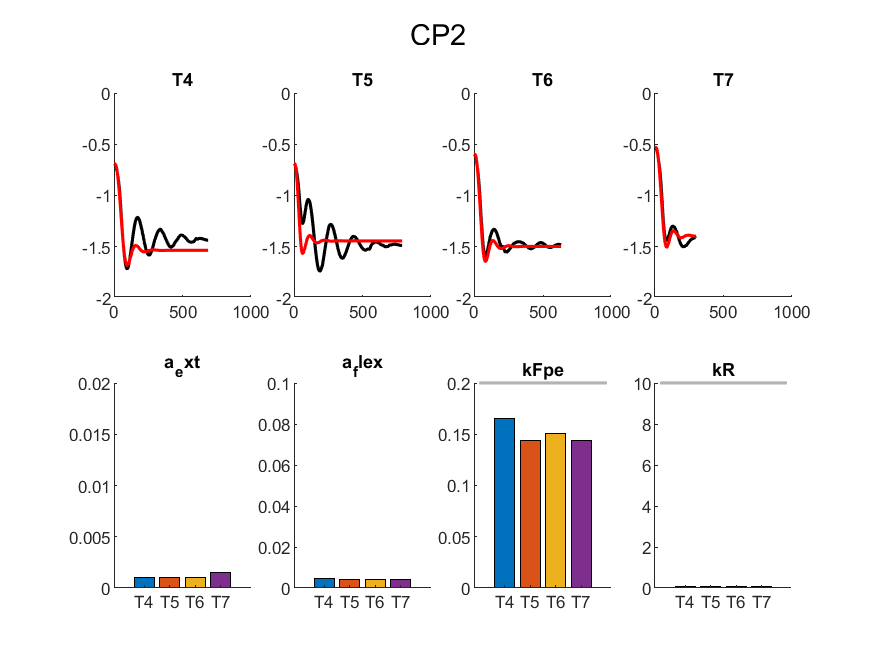 CP2
T4 T5 T6 T7
0 0 0 0
-0.5 -0.5 -0.5 -0.5
-1 -1 -1 -1
-1.5 -1.5 -1.5 -1.5
-2 -2 -2 -2
0 500 1000 0 500 1000 0 500 1000 0 500 1000
a_ext a_flex kFpe kR
0.02 0.1 0.2 10
0.015 0.08 0.15 8
0.01 0.06 0.1 6
0.005 0.04 0.05 4
0 0.02 0 2
0 0
T4 T5 T6 T7 T4 T5 T6 T7 T4 T5 T6 T7 T4 T5 T6 T7